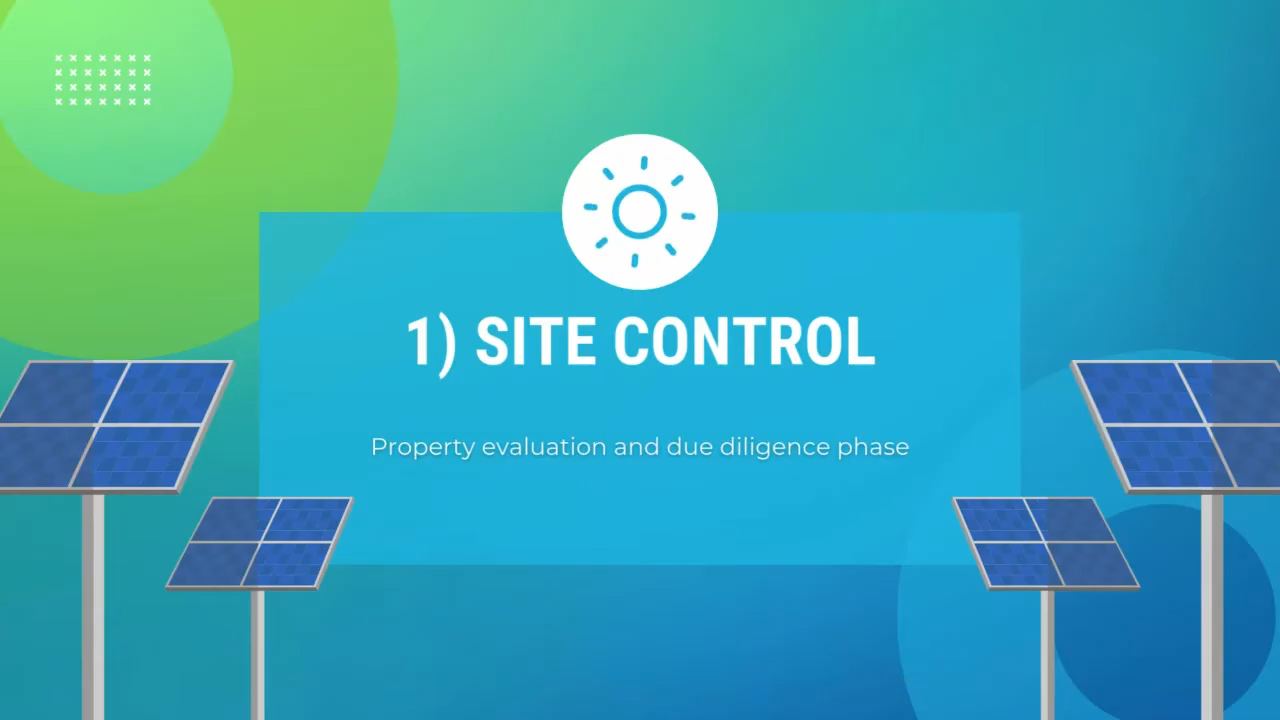 1) SITE CONTROL
Property evaluation and due diligence phase